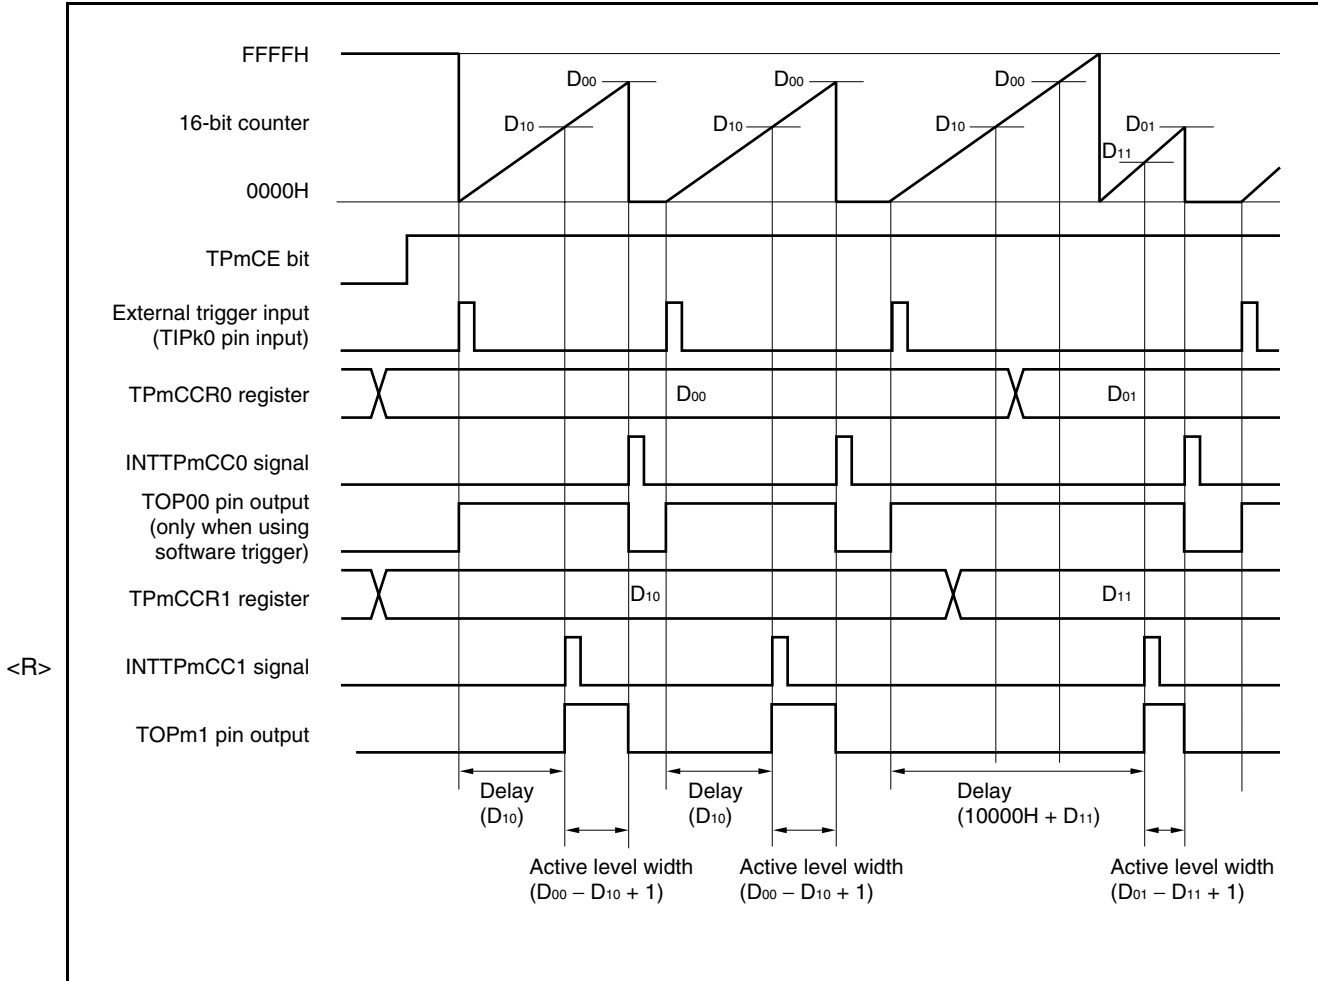 FFFFH
D00 D00 D00
16-bit counter
D10 D10 D10 D01
D11
0000H
TPmCE bit
External trigger input
(TIPk0 pin input)
TPmCCR0 register
D00 D01
INTTPmCC0 signal
TOP00 pin output
(only when using
software trigger)
TPmCCR1 register
D10 D11
<R>
INTTPmCC1 signal
TOPm1 pin output
Delay
(D10)
Delay
(D10)
Delay
(10000H + D11)
Active level width
(D00 − D10 + 1)
Active level width
(D00 − D10 + 1)
Active level width
(D01 − D11 + 1)